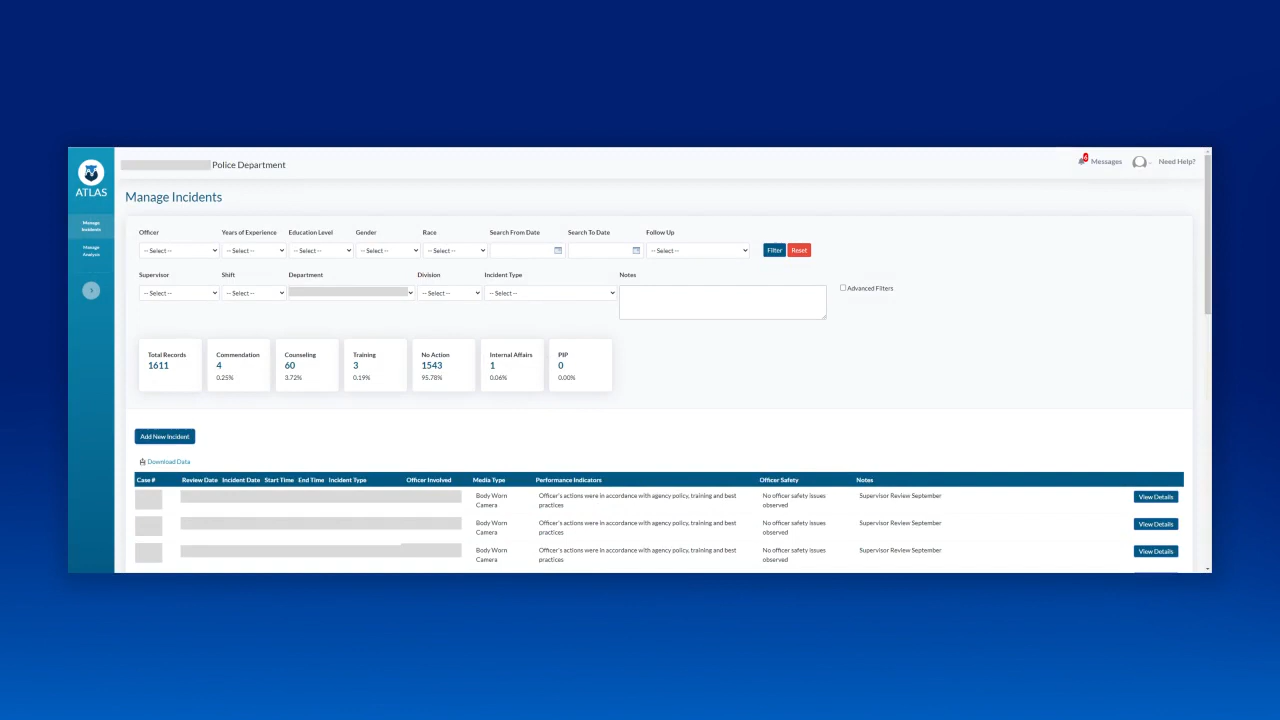 ATLAS
Manage
Incidents
Manage
Analysis
Police Department
6
Messages
Need Help?
Manage Incidents
Officer Years of Experience Education Level Gender Race Search From Date Search To Date Follow Up
-- Select -- -- Select -- -- Select -- -- Select -- -- Select -- -- Select -- Filter Reset
Supervisor Shift Department Division Incident Type Notes
-- Select -- -- Select -- -- Select -- -- Select --
Advanced Filters
Total Records Commendation Counseling Training No Action Internal Affairs PIP
1611 4 60 3 1543 1 0
0.25% 3.72% 0.19% 95.78% 0.06% 0.00%
Add New Incident
Download Data
Case # Review Date Incident Date Start Time End Time Incident Type Officer Involved Media Type Performance Indicators Officer Safety Notes
Body Worn Officer's actions were in accordance with agency policy, training and best No officer safety issues Supervisor Review September View Details
Camera practices observed
Body Worn Officer's actions were in accordance with agency policy, training and best No officer safety issues Supervisor Review September View Details
Camera practices observed
Body Worn Officer's actions were in accordance with agency policy, training and best No officer safety issues Supervisor Review September View Details
Camera practices observed